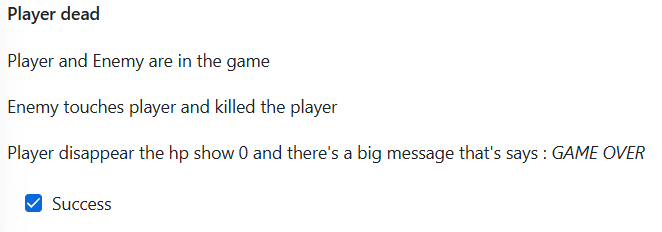 Player dead
Player and Enemy are in the game
Enemy touches player and killed the player
Player disappear the hp show 0 and there's a big message that's says : GAME OVER
Success